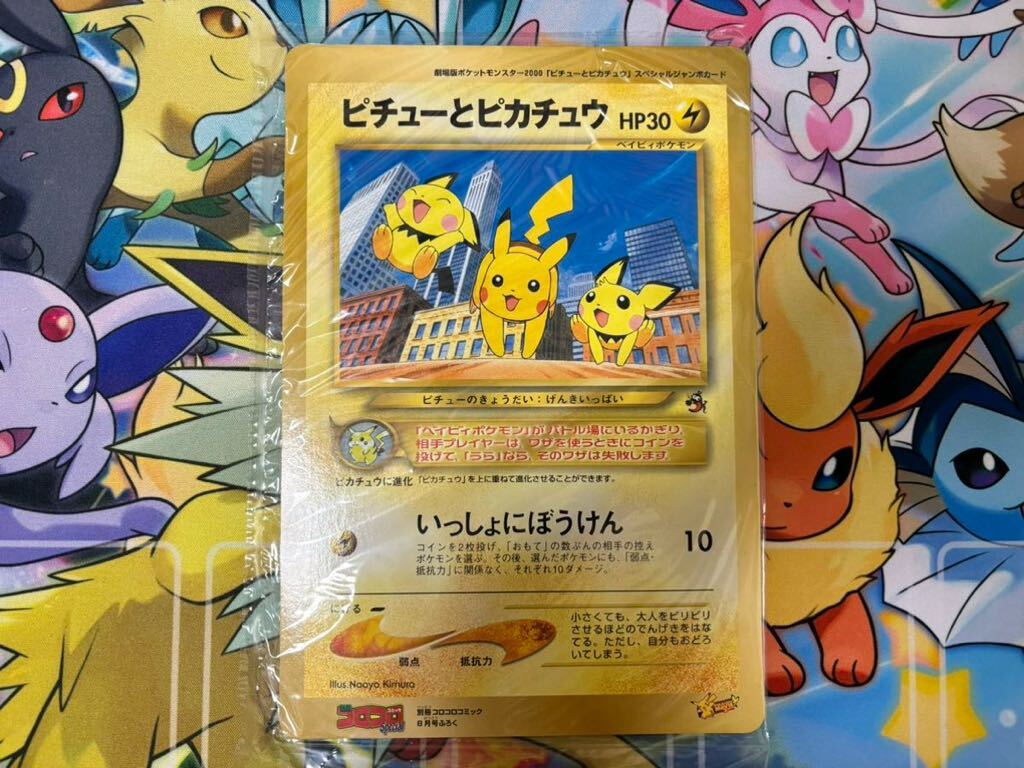 劇場版ポケットモンスター2000「ピチューとピカチュウ」スペシャルジャンボカード
ピチューとピカチュウ HP30
ベイビィポケモン
ピチューのきょうだい：げんきいっぱい
「ベイビィポケモン」がバトル場にいるかぎり、
相手プレイヤーは、ワザを使うときにコインを
投げて、「うら」なら、そのワザは失敗します。
ピカチュウに進化 「ピカチュウ」を上に重ねて進化させることができます。
いっしょにぼうけん 10
コインを2枚投げ、「おもて」の数ぶんの相手の控え
ポケモンを選ぶ。その後、選んだポケモンにも、「弱点・
抵抗力」に関係なく、それぞれ10ダメージ。
にげる
弱点 抵抗力
小さくても、大人をビリビリ
させるほどのでんげきをはな
てる。ただし、自分もおどろ
いてしまう。
Illus. Naoyo Kimura
コロコロ
コミック
別冊コロコロコミック
8月号ふろく